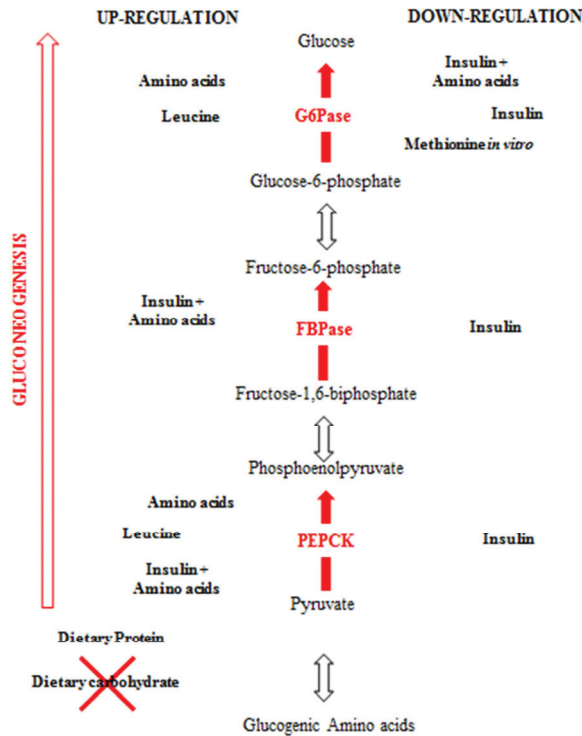 UP-REGULATION
DOWN-REGULATION
Glucose
Insulin+
Amino acids
Amino acids
Leucine
G6Pase
Insulin
Methionine in vitro
Glucose-6-phosphate
GLUCONEOGENESIS
Fructose-6-phosphate
Insulin+
Amino acids
FBPase
Insulin
Fructose-1,6-biphosphate
Phosphoenolpyruvate
Amino acids
Leucine
PEPCK
Insulin
Insulin+
Amino acids
Pyruvate
Dietary Protein
Dietary carbohydrate
Glucogenic Amino acids